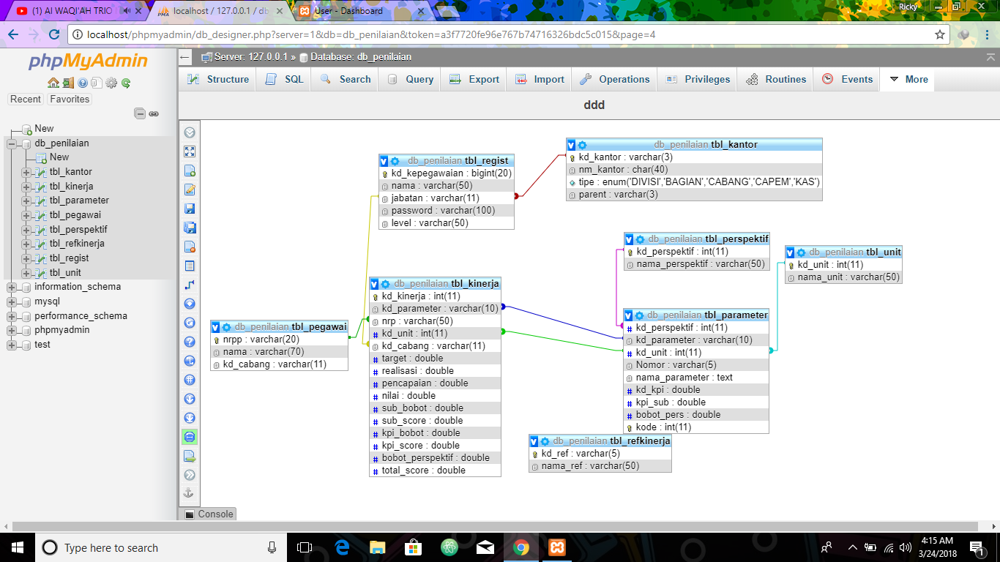 (1) Al WAQI'AH TRIO
localhost / 127.0.0.1 / db
User - Dashboard
Ricky
localhost/phpmyadmin/db_designer.php?server=1&db=db_penilaian&token=a3f7720fe96e767b74716326bdc5c015&page=4
phpMyAdmin
Recent Favorites
New
db_penilaian
New
tbl_kantor
tbl_kinerja
tbl_parameter
tbl_pegawai
tbl_perspektif
tbl_refkinerja
tbl_regist
tbl_unit
information_schema
mysql
performance_schema
phpmyadmin
test
Server: 127.0.0.1 » Database: db_penilaian
Structure SQL Search Query Export Import Operations Privileges Routines Events More
ddd
db_penilaian tbl_regist
kd_kepegawaian : bigint(20)
nama : varchar(50)
jabatan : varchar(11)
password : varchar(100)
level : varchar(50)
db_penilaian tbl_kantor
kd_kantor : varchar(3)
nm_kantor : char(40)
tipe : enum('DIVISI','BAGIAN','CABANG','CAPEM','KAS')
parent : varchar(3)
db_penilaian tbl_perspektif
kd_perspektif : int(11)
nama_perspektif : varchar(50)
db_penilaian tbl_unit
kd_unit : int(11)
nama_unit : varchar(50)
db_penilaian tbl_kinerja
kd_kinerja : int(11)
kd_parameter : varchar(10)
nrp : varchar(50)
kd_unit : int(11)
kd_cabang : varchar(11)
target : double
realisasi : double
pencapaian : double
nilai : double
sub_bobot : double
sub_score : double
kpi_bobot : double
kpi_score : double
bobot_perspektif : double
total_score : double
db_penilaian tbl_pegawai
nrpp : varchar(20)
nama : varchar(70)
kd_cabang : varchar(11)
db_penilaian tbl_parameter
kd_perspektif : int(11)
kd_parameter : varchar(10)
kd_unit : int(11)
Nomor : varchar(5)
nama_parameter : text
kd_kpi : double
kpi_sub : double
bobot_pers : double
kode : int(11)
db_penilaian tbl_refkinerja
kd_ref : varchar(5)
nama_ref : varchar(50)
Console
Type here to search
4:15 AM
3/24/2018
1